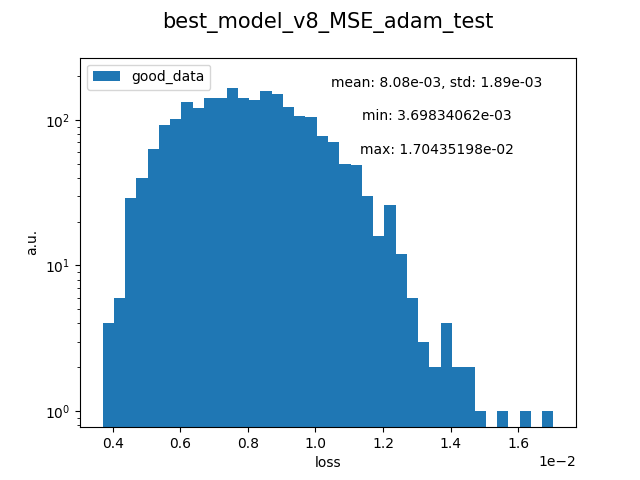 best_model_v8_MSE_adam_test
good_data
mean: 8.08e-03, std: 1.89e-03
min: 3.69834062e-03
max: 1.70435198e-02
a.u.
10²
10¹
10⁰
0.4 0.6 0.8 1.0 1.2 1.4 1.6
1e−2
loss